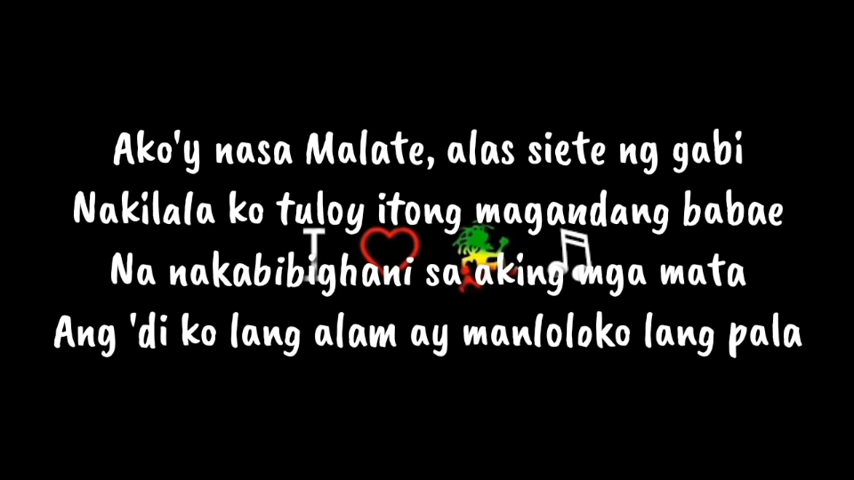 Ako'y nasa Malate, alas siete ng gabi
Nakilala ko tuloy itong magandang babae
I
Na nakabibighani sa aking mga mata
Ang 'di ko lang alam ay manloloko lang pala